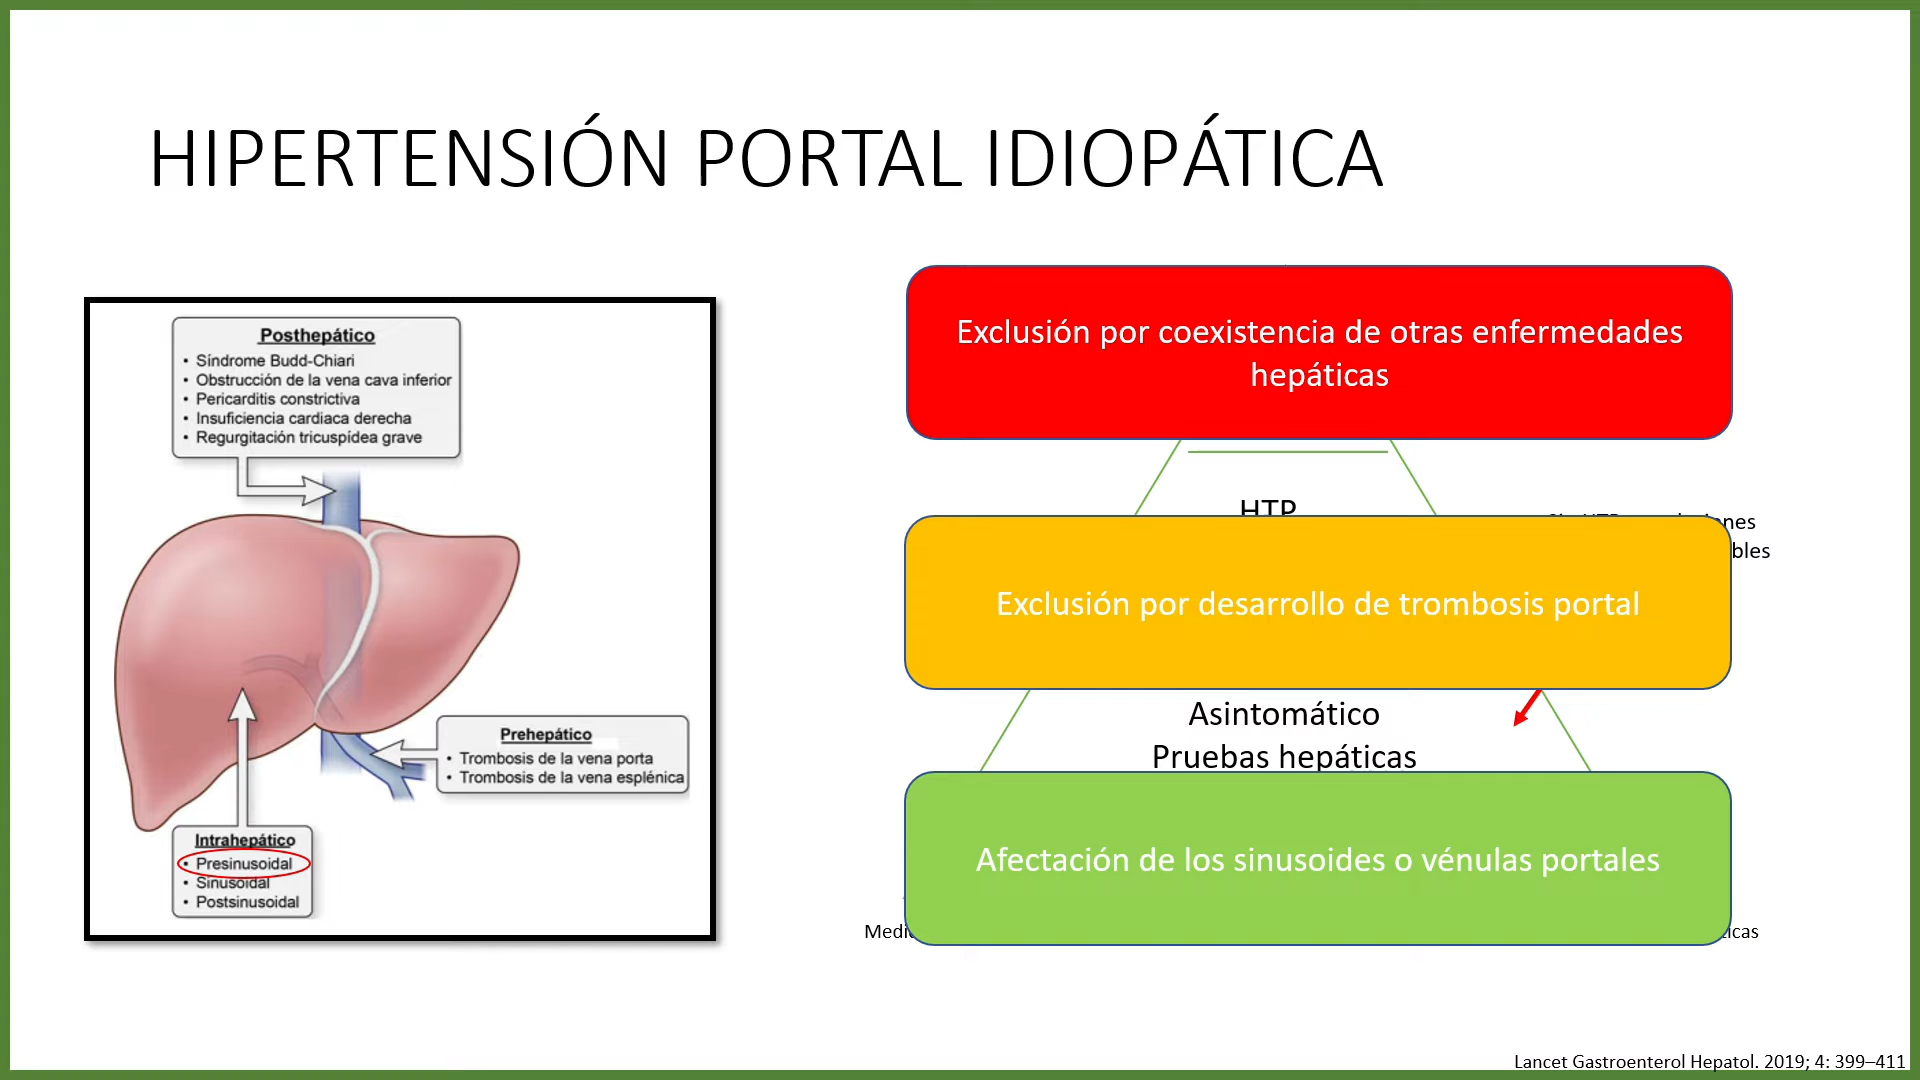 HIPERTENSIÓN PORTAL IDIOPÁTICA
Posthepático
• Síndrome Budd-Chiari
• Obstrucción de la vena cava inferior
• Pericarditis constrictiva
• Insuficiencia cardiaca derecha
• Regurgitación tricuspídea grave
Prehepático
• Trombosis de la vena porta
• Trombosis de la vena esplénica
Intrahepático
• Presinusoidal
• Sinusoidal
• Postsinusoidal
Exclusión por coexistencia de otras enfermedades
hepáticas
HTP
Exclusión por desarrollo de trombosis portal
Asintomático
Pruebas hepáticas
Afectación de los sinusoides o vénulas portales
Lancet Gastroenterol Hepatol. 2019; 4: 399–411